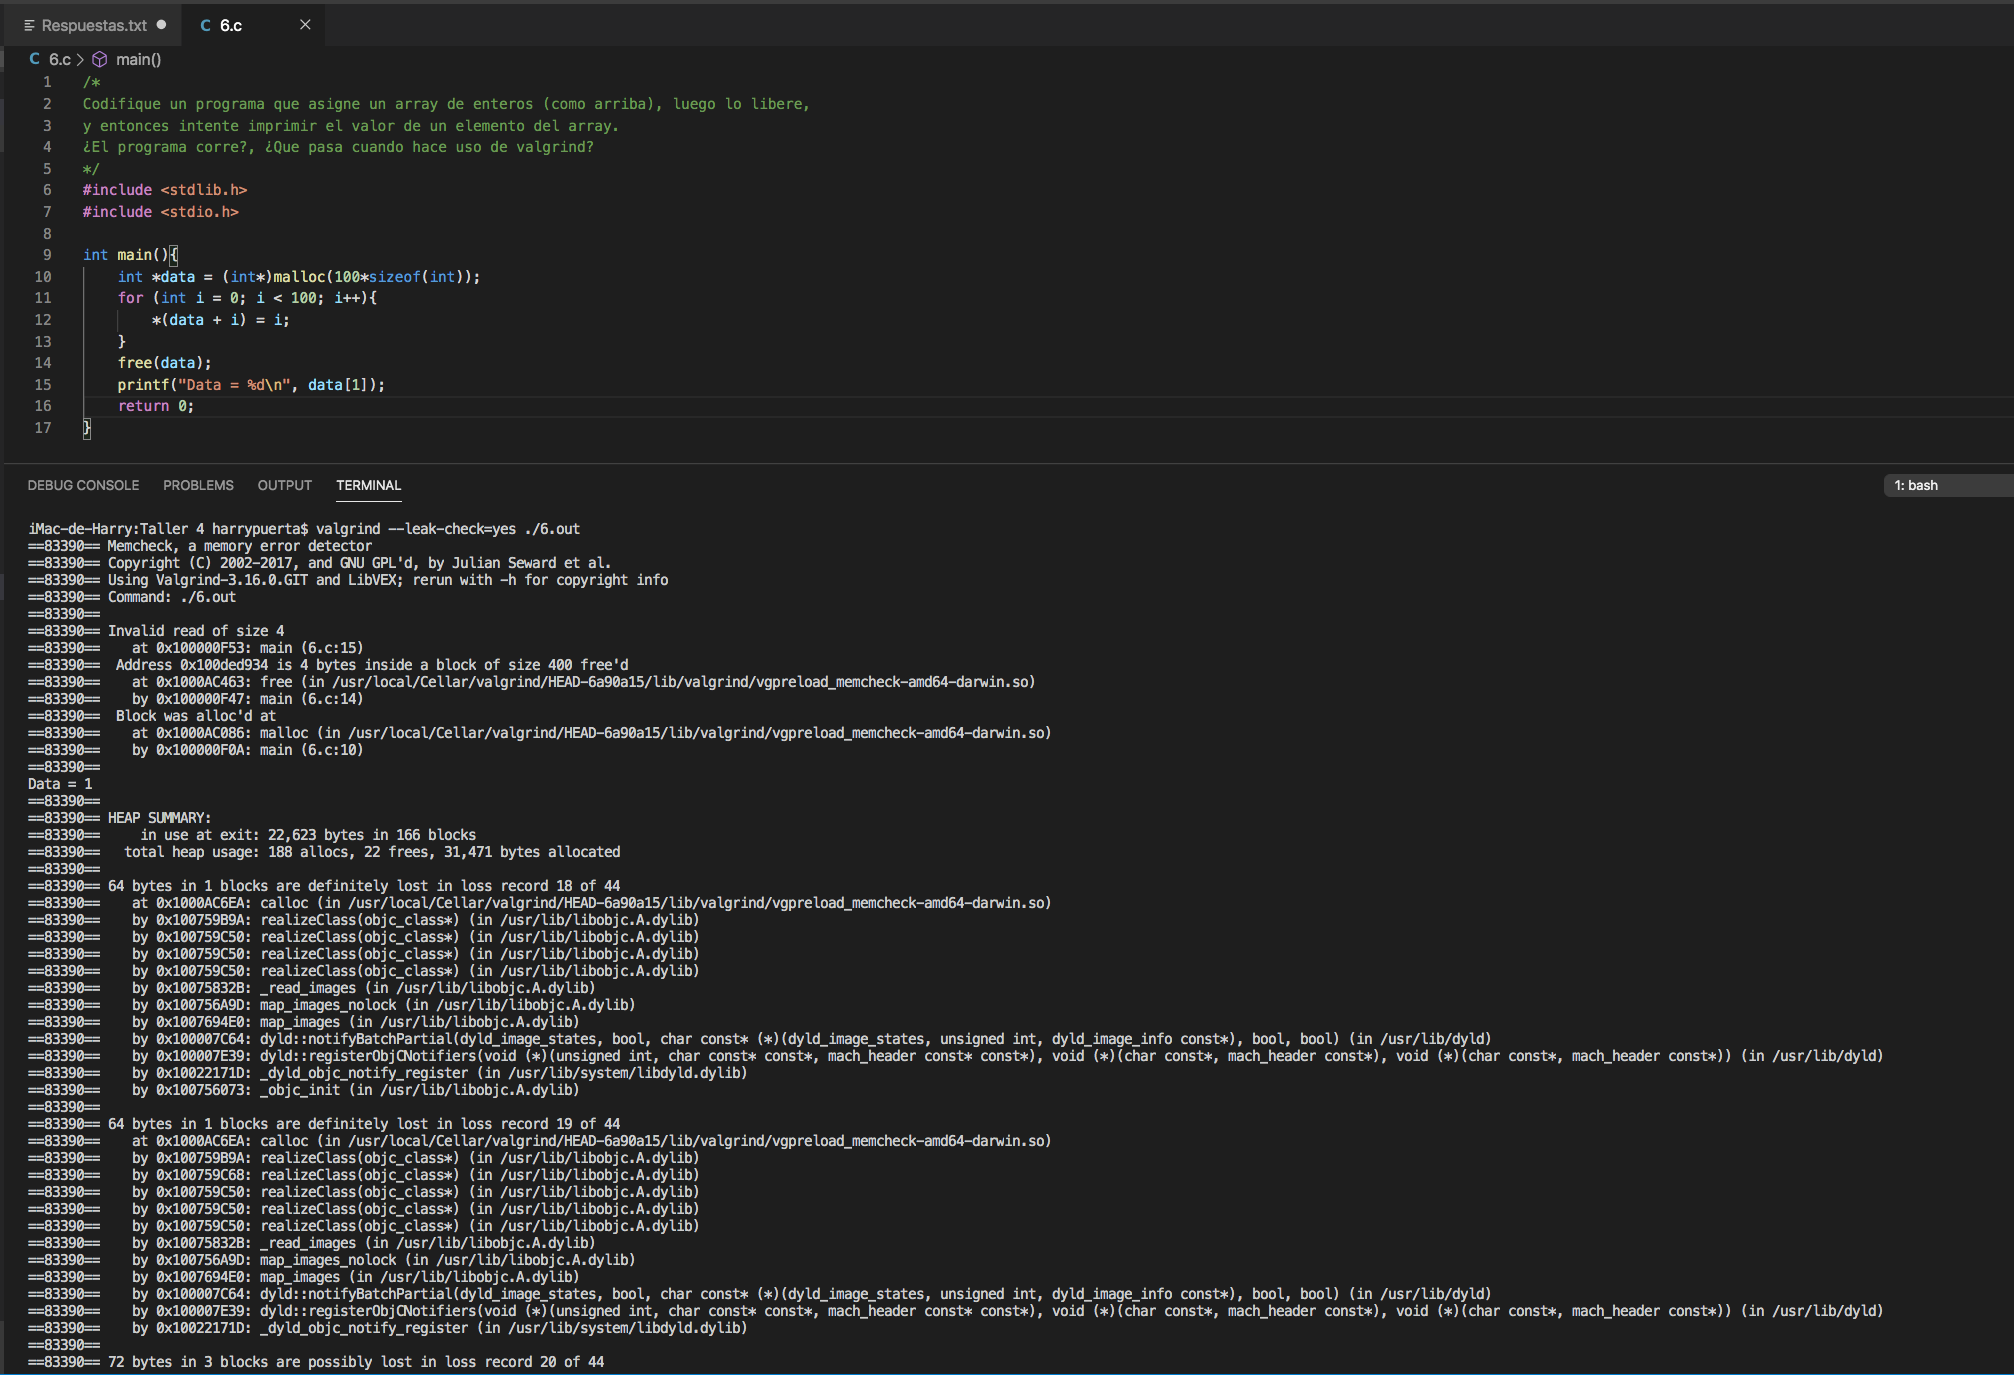 Respuestas.txt
C 6.c
C 6.c > main()
1 /*
2 Codifique un programa que asigne un array de enteros (como arriba), luego lo libere,
3 y entonces intente imprimir el valor de un elemento del array.
4 ¿El programa corre?, ¿Que pasa cuando hace uso de valgrind?
5 */
6 #include <stdlib.h>
7 #include <stdio.h>
8
9 int main(){
10 int *data = (int*)malloc(100*sizeof(int));
11 for (int i = 0; i < 100; i++){
12 *(data + i) = i;
13 }
14 free(data);
15 printf("Data = %d\n", data[1]);
16 return 0;
17 }
DEBUG CONSOLE PROBLEMS OUTPUT TERMINAL
1: bash
iMac-de-Harry:Taller 4 harrypuerta$ valgrind --leak-check=yes ./6.out
==83390== Memcheck, a memory error detector
==83390== Copyright (C) 2002-2017, and GNU GPL'd, by Julian Seward et al.
==83390== Using Valgrind-3.16.0.GIT and LibVEX; rerun with -h for copyright info
==83390== Command: ./6.out
==83390==
==83390== Invalid read of size 4
==83390==    at 0x100000F53: main (6.c:15)
==83390==  Address 0x100ded934 is 4 bytes inside a block of size 400 free'd
==83390==    at 0x1000AC463: free (in /usr/local/Cellar/valgrind/HEAD-6a90a15/lib/valgrind/vgpreload_memcheck-amd64-darwin.so)
==83390==    by 0x100000F47: main (6.c:14)
==83390==  Block was alloc'd at
==83390==    at 0x1000AC086: malloc (in /usr/local/Cellar/valgrind/HEAD-6a90a15/lib/valgrind/vgpreload_memcheck-amd64-darwin.so)
==83390==    by 0x100000F0A: main (6.c:10)
==83390==
Data = 1
==83390==
==83390== HEAP SUMMARY:
==83390==     in use at exit: 22,623 bytes in 166 blocks
==83390==   total heap usage: 188 allocs, 22 frees, 31,471 bytes allocated
==83390==
==83390== 64 bytes in 1 blocks are definitely lost in loss record 18 of 44
==83390==    at 0x1000AC6EA: calloc (in /usr/local/Cellar/valgrind/HEAD-6a90a15/lib/valgrind/vgpreload_memcheck-amd64-darwin.so)
==83390==    by 0x100759B9A: realizeClass(objc_class*) (in /usr/lib/libobjc.A.dylib)
==83390==    by 0x100759C50: realizeClass(objc_class*) (in /usr/lib/libobjc.A.dylib)
==83390==    by 0x100759C50: realizeClass(objc_class*) (in /usr/lib/libobjc.A.dylib)
==83390==    by 0x100759C50: realizeClass(objc_class*) (in /usr/lib/libobjc.A.dylib)
==83390==    by 0x10075832B: _read_images (in /usr/lib/libobjc.A.dylib)
==83390==    by 0x100756A9D: map_images_nolock (in /usr/lib/libobjc.A.dylib)
==83390==    by 0x1007694E0: map_images (in /usr/lib/libobjc.A.dylib)
==83390==    by 0x100007C64: dyld::notifyBatchPartial(dyld_image_states, bool, char const* (*)(dyld_image_states, unsigned int, dyld_image_info const*), bool, bool) (in /usr/lib/dyld)
==83390==    by 0x100007E39: dyld::registerObjCNotifiers(void (*)(unsigned int, char const* const*, mach_header const* const*), void (*)(char const*, mach_header const*), void (*)(char const*, mach_header const*)) (in /usr/lib/dyld)
==83390==    by 0x10022171D: _dyld_objc_notify_register (in /usr/lib/system/libdyld.dylib)
==83390==    by 0x100756073: _objc_init (in /usr/lib/libobjc.A.dylib)
==83390==
==83390== 64 bytes in 1 blocks are definitely lost in loss record 19 of 44
==83390==    at 0x1000AC6EA: calloc (in /usr/local/Cellar/valgrind/HEAD-6a90a15/lib/valgrind/vgpreload_memcheck-amd64-darwin.so)
==83390==    by 0x100759B9A: realizeClass(objc_class*) (in /usr/lib/libobjc.A.dylib)
==83390==    by 0x100759C68: realizeClass(objc_class*) (in /usr/lib/libobjc.A.dylib)
==83390==    by 0x100759C50: realizeClass(objc_class*) (in /usr/lib/libobjc.A.dylib)
==83390==    by 0x100759C50: realizeClass(objc_class*) (in /usr/lib/libobjc.A.dylib)
==83390==    by 0x100759C50: realizeClass(objc_class*) (in /usr/lib/libobjc.A.dylib)
==83390==    by 0x10075832B: _read_images (in /usr/lib/libobjc.A.dylib)
==83390==    by 0x100756A9D: map_images_nolock (in /usr/lib/libobjc.A.dylib)
==83390==    by 0x1007694E0: map_images (in /usr/lib/libobjc.A.dylib)
==83390==    by 0x100007C64: dyld::notifyBatchPartial(dyld_image_states, bool, char const* (*)(dyld_image_states, unsigned int, dyld_image_info const*), bool, bool) (in /usr/lib/dyld)
==83390==    by 0x100007E39: dyld::registerObjCNotifiers(void (*)(unsigned int, char const* const*, mach_header const* const*), void (*)(char const*, mach_header const*), void (*)(char const*, mach_header const*)) (in /usr/lib/dyld)
==83390==    by 0x10022171D: _dyld_objc_notify_register (in /usr/lib/system/libdyld.dylib)
==83390==
==83390== 72 bytes in 3 blocks are possibly lost in loss record 20 of 44